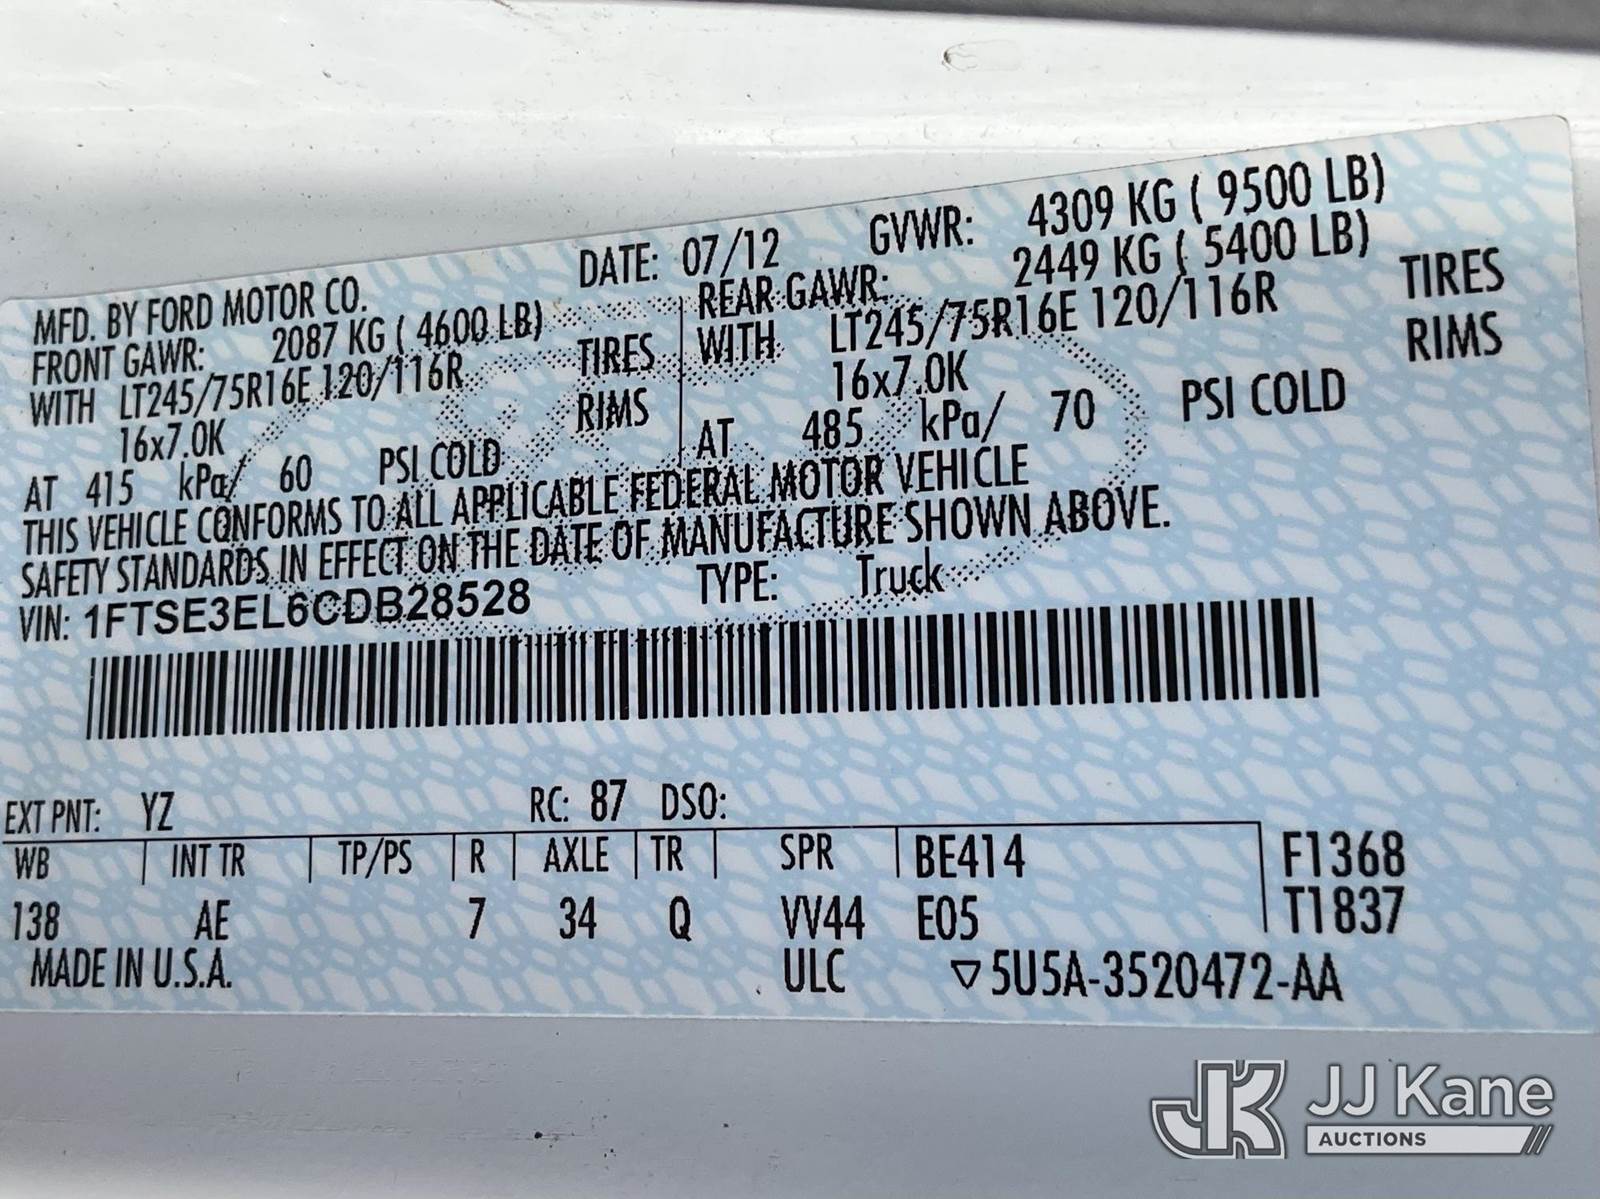 MFD. BY FORD MOTOR CO. DATE: 07/12 GVWR: 4309 KG ( 9500 LB)
FRONT GAWR: 2087 KG ( 4600 LB) REAR GAWR: 2449 KG ( 5400 LB)
WITH LT245/75R16E 120/116R TIRES WITH LT245/75R16E 120/116R TIRES
16x7.0K RIMS 16x7.0K RIMS
AT 415 kPa/ 60 PSI COLD AT 485 kPa/ 70 PSI COLD
THIS VEHICLE CONFORMS TO ALL APPLICABLE FEDERAL MOTOR VEHICLE
SAFETY STANDARDS IN EFFECT ON THE DATE OF MANUFACTURE SHOWN ABOVE.
VIN: 1FTSE3EL6CDB28528 TYPE: Truck
EXT PNT: YZ RC: 87 DSO:
WB INT TR TP/PS R AXLE TR SPR BE414 F1368
138 AE 7 34 Q VV44 E05 T1837
MADE IN U.S.A. ULC ▽5U5A-3520472-AA
JK JJ Kane
AUCTIONS